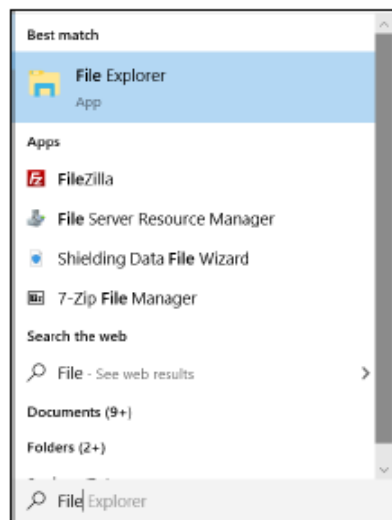 Best match
File Explorer
App
Apps
FileZilla
File Server Resource Manager
Shielding Data File Wizard
7-Zip File Manager
Search the web
File - See web results
Documents (9+)
Folders (2+)
File Explorer